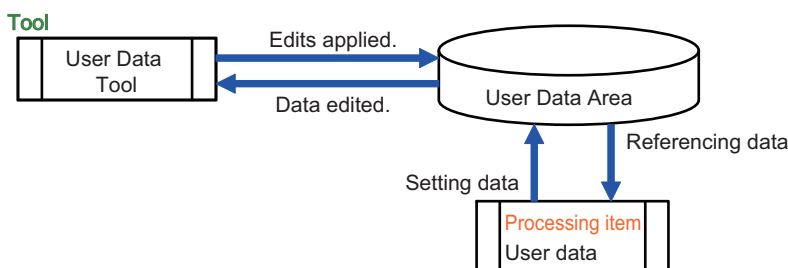 Tool
User Data
Tool
Edits applied.
Data edited.
User Data Area
Setting data
Referencing data
Processing item
User data